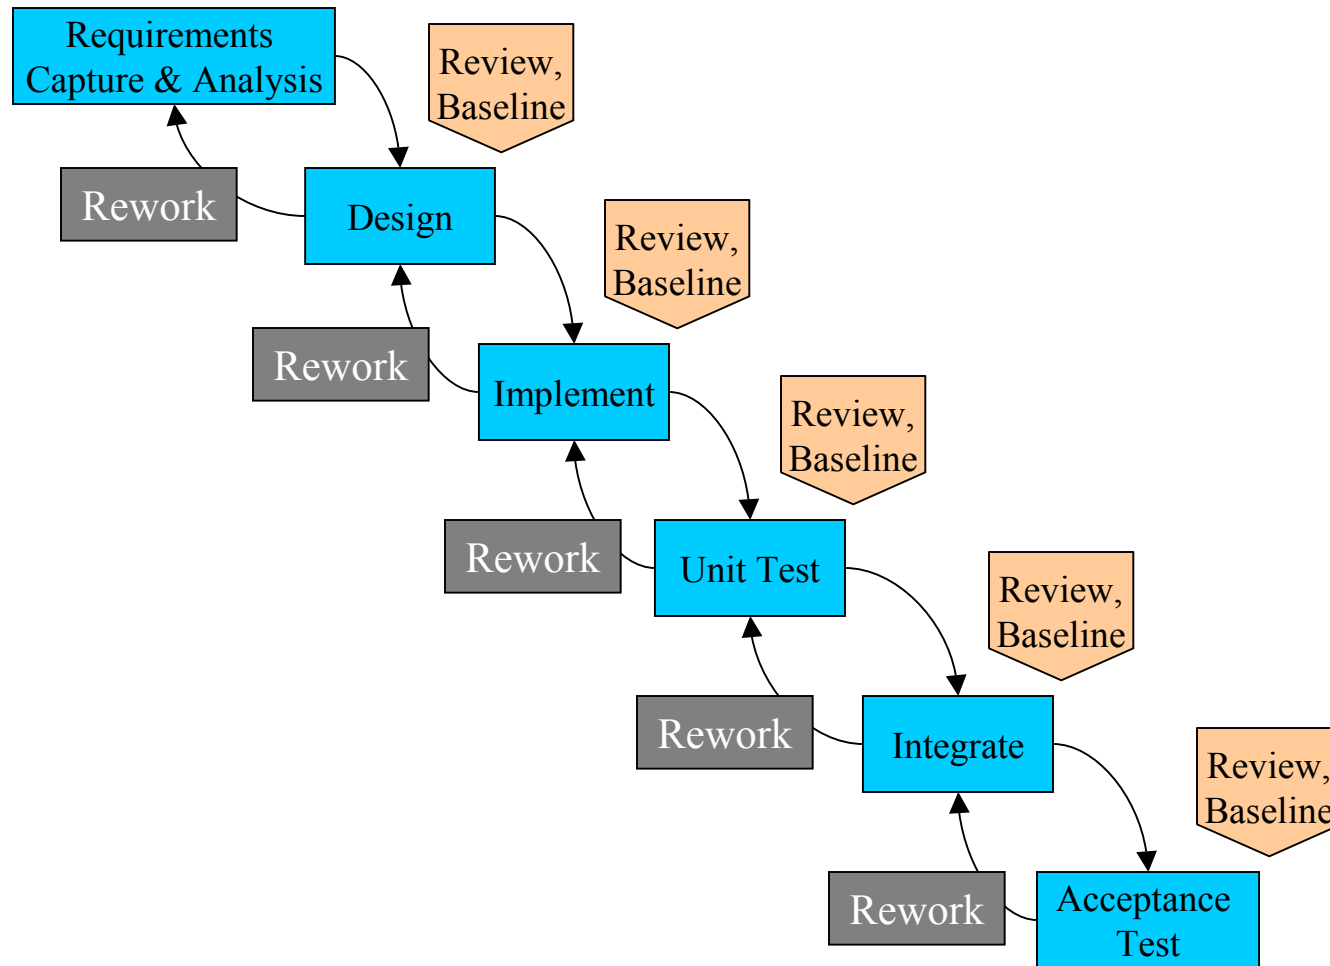 Requirements
Capture & Analysis
Review,
Baseline
Rework
Design
Review,
Baseline
Rework
Implement
Review,
Baseline
Rework
Unit Test
Review,
Baseline
Rework
Integrate
Review,
Baseline
Rework
Acceptance
Test